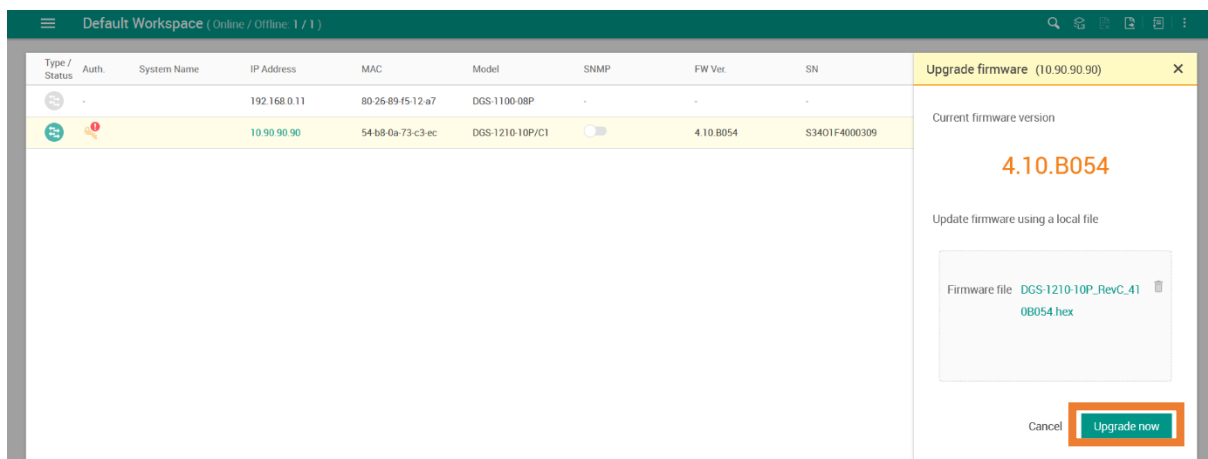 Default Workspace ( Online / Offline: 1 / 1 )
Type / Status Auth. System Name IP Address MAC Model SNMP FW Ver. SN
- 192.168.0.11 80-26-89-f5-12-a7 DGS-1100-08P - - -
10.90.90.90 54-b8-0a-73-c3-ec DGS-1210-10P/C1 4.10.B054 S34O1F4000309
Upgrade firmware (10.90.90.90)
Current firmware version
4.10.B054
Update firmware using a local file
Firmware file DGS-1210-10P_RevC_41
0B054.hex
Cancel Upgrade now